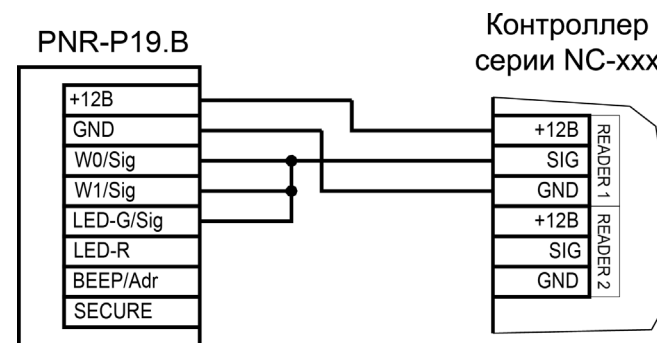 PNR-P19.B
Контроллер
серии NC-xxx
+12В
GND
W0/Sig
W1/Sig
LED-G/Sig
LED-R
BEEP/Adr
SECURE
+12В
SIG
GND
READER 1
+12В
SIG
GND
READER 2